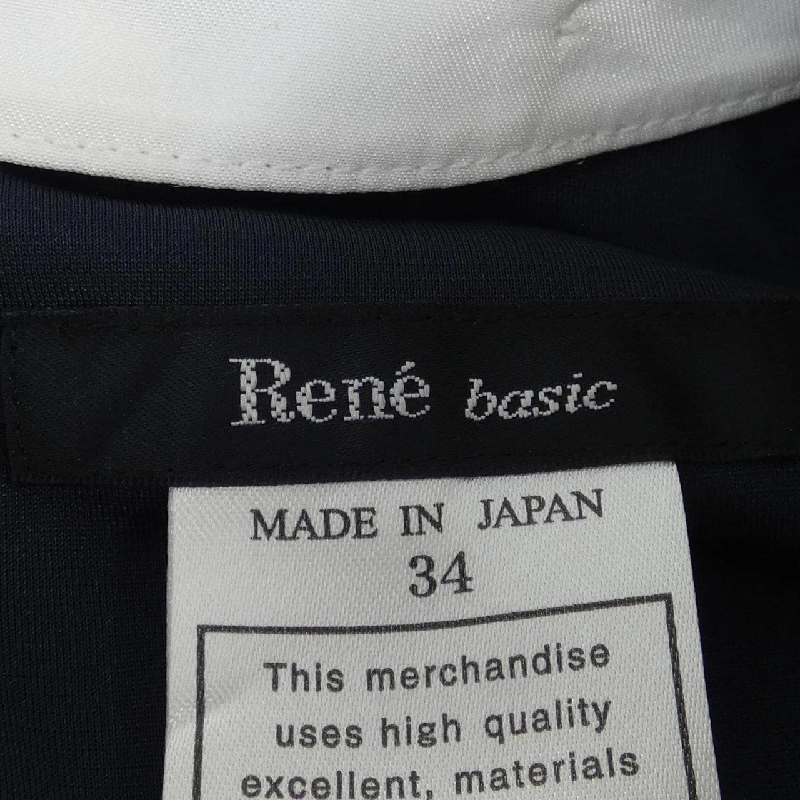 René basic
MADE IN JAPAN
34
This merchandise
uses high quality
excellent, materials